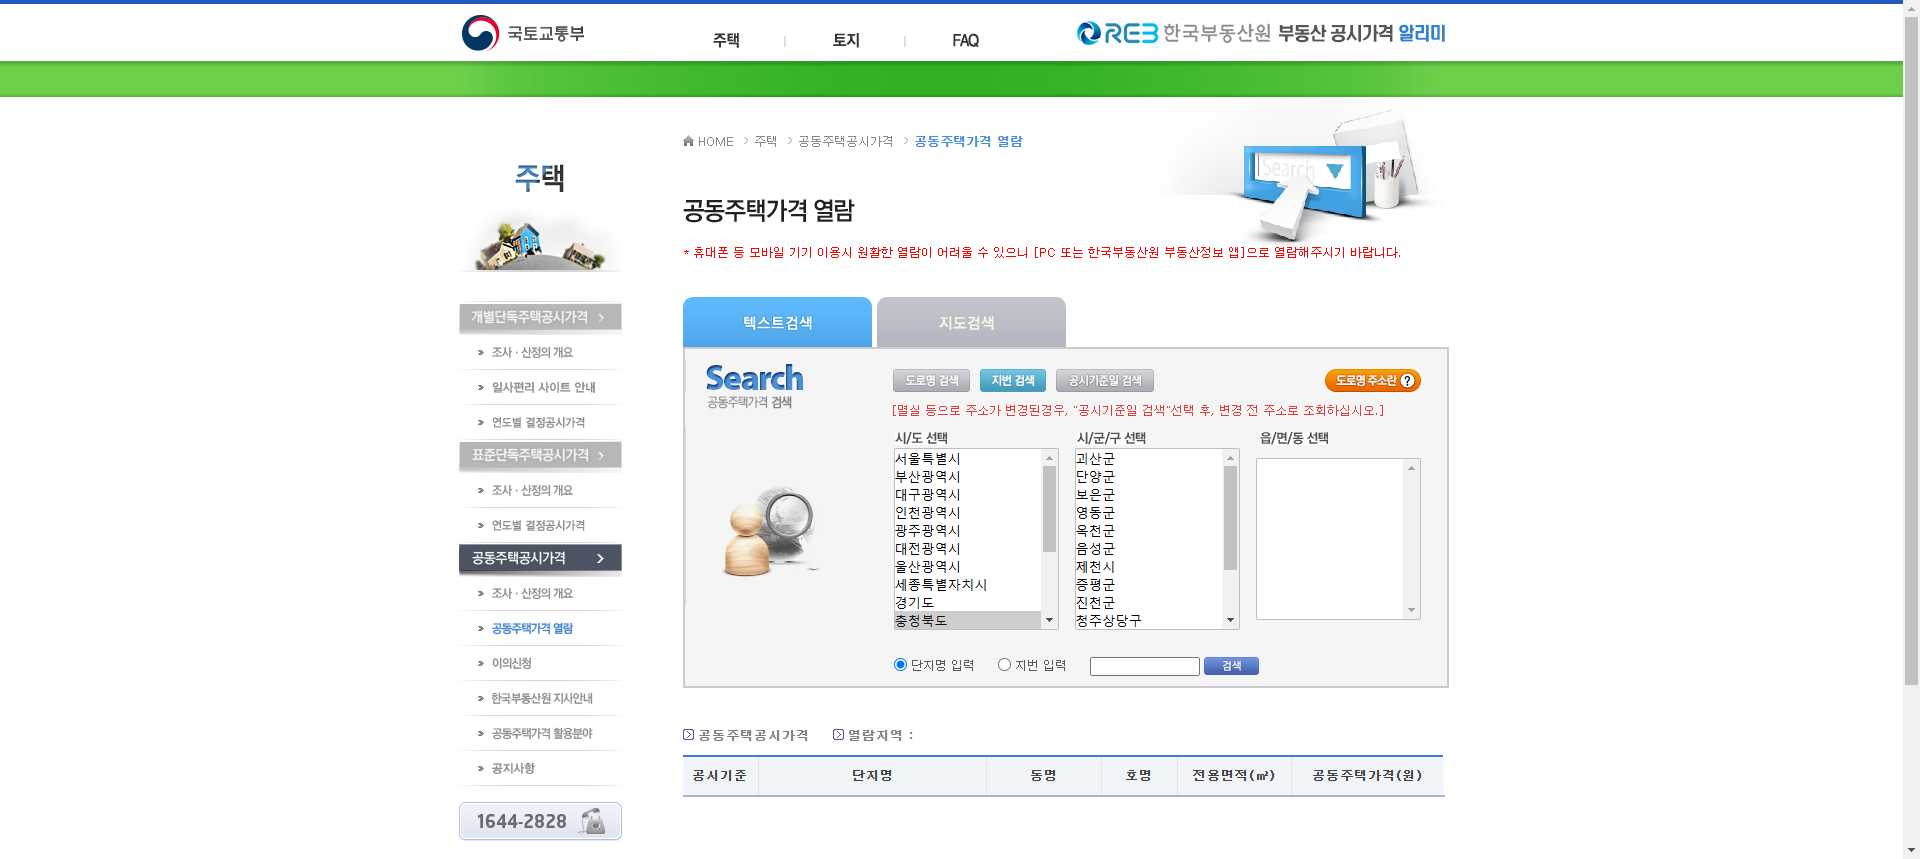 국토교통부
주택
토지
FAQ
REB 한국부동산원 부동산 공시가격 알리미
HOME 주택 공동주택공시가격 공동주택가격 열람
Search
주택
공동주택가격 열람
* 휴대폰 등 모바일 기기 이용시 원활한 열람이 어려울 수 있으니 [PC 또는 한국부동산원 부동산정보 앱]으로 열람해주시기 바랍니다.
개별단독주택공시가격
조사 · 산정의 개요
일사편리 사이트 안내
연도별 결정공시가격
표준단독주택공시가격
조사 · 산정의 개요
연도별 결정공시가격
공동주택공시가격
조사 · 산정의 개요
공동주택가격 열람
이의신청
한국부동산원 지사안내
공동주택가격 활용분야
공지사항
1644-2828
텍스트검색
지도검색
Search
공동주택가격 검색
도로명 검색
지번 검색
공시기준일 검색
도로명 주소란 ?
[멸실 등으로 주소가 변경된경우, "공시기준일 검색"선택 후, 변경 전 주소로 조회하십시오.]
시/도 선택
서울특별시
부산광역시
대구광역시
인천광역시
광주광역시
대전광역시
울산광역시
세종특별자치시
경기도
충청북도
시/군/구 선택
괴산군
단양군
보은군
영동군
옥천군
음성군
제천시
증평군
진천군
청주상당구
읍/면/동 선택
단지명 입력
지번 입력
검색
공동주택공시가격
열람지역 :
공시기준
단지명
동명
호명
전용면적(㎡)
공동주택가격(원)